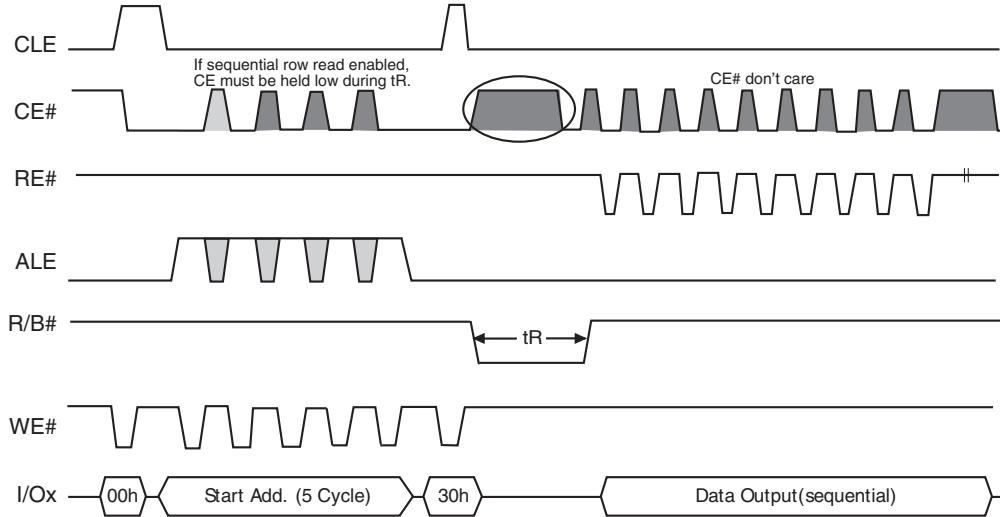 CLE
If sequential row read enabled,
CE must be held low during tR.
CE# don't care
CE#
RE#
ALE
R/B#
tR
WE#
I/Ox
00h
Start Add. (5 Cycle)
30h
Data Output(sequential)